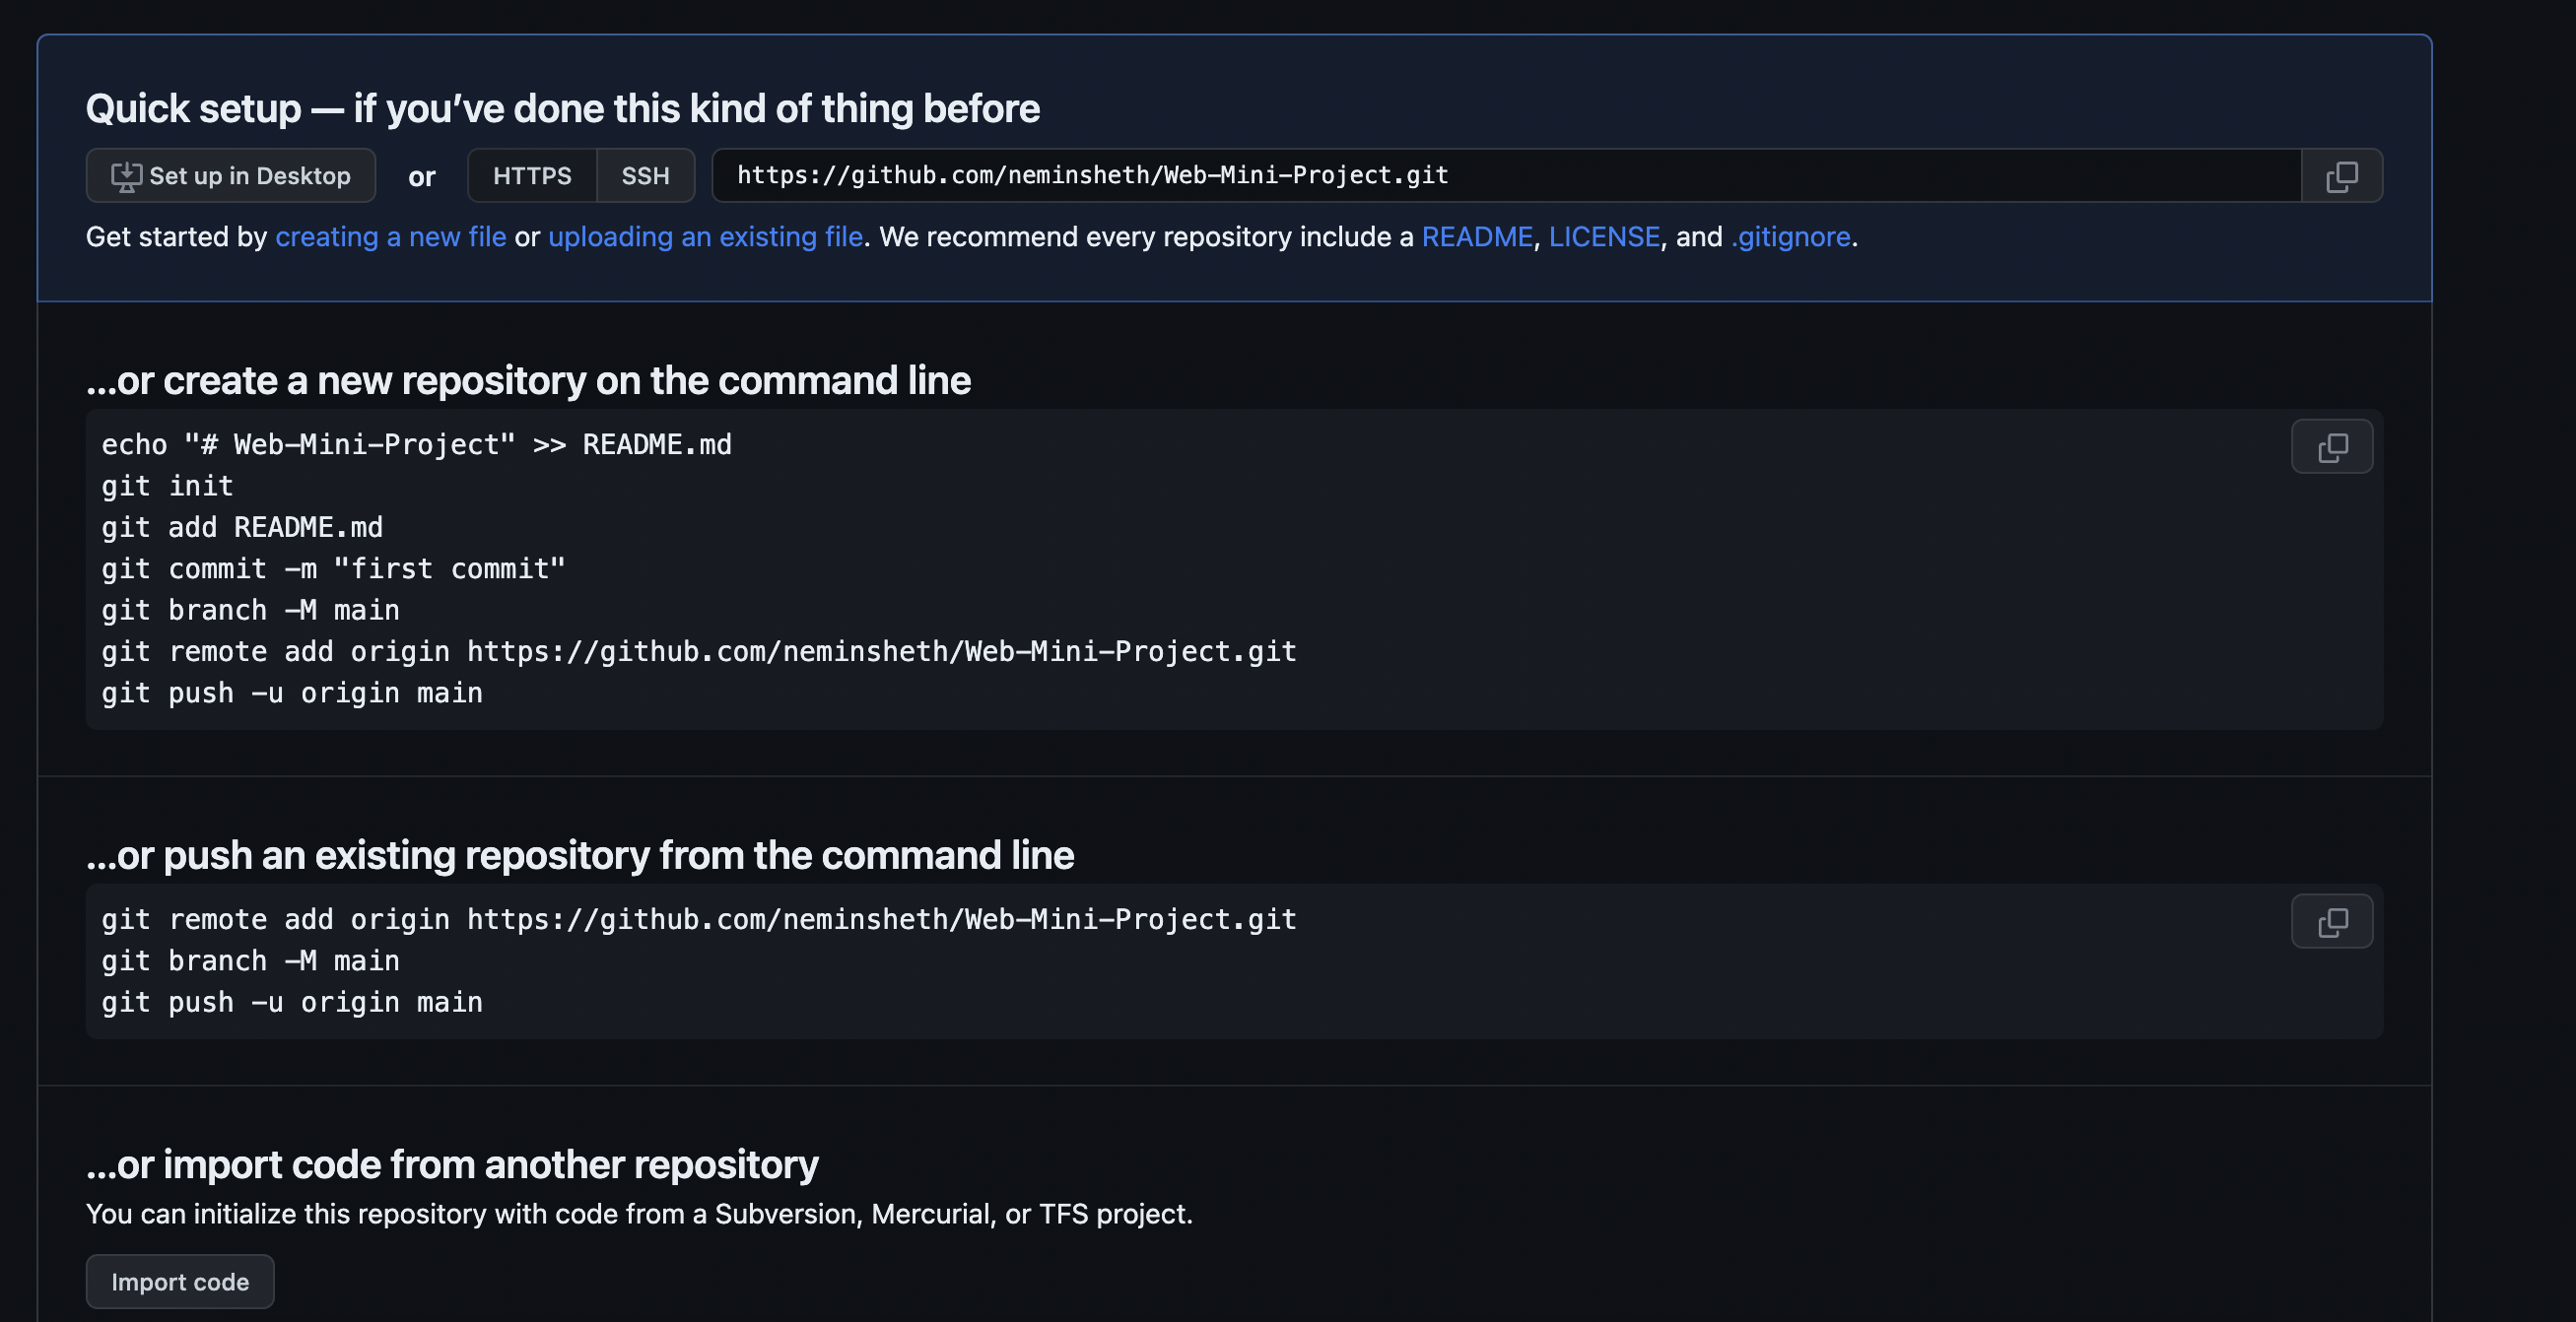 Quick setup — if you’ve done this kind of thing before
Set up in Desktop or HTTPS SSH https://github.com/neminsheth/Web-Mini-Project.git
Get started by creating a new file or uploading an existing file. We recommend every repository include a README, LICENSE, and .gitignore.
…or create a new repository on the command line
echo "# Web-Mini-Project" >> README.md
git init
git add README.md
git commit -m "first commit"
git branch -M main
git remote add origin https://github.com/neminsheth/Web-Mini-Project.git
git push -u origin main
…or push an existing repository from the command line
git remote add origin https://github.com/neminsheth/Web-Mini-Project.git
git branch -M main
git push -u origin main
…or import code from another repository
You can initialize this repository with code from a Subversion, Mercurial, or TFS project.
Import code